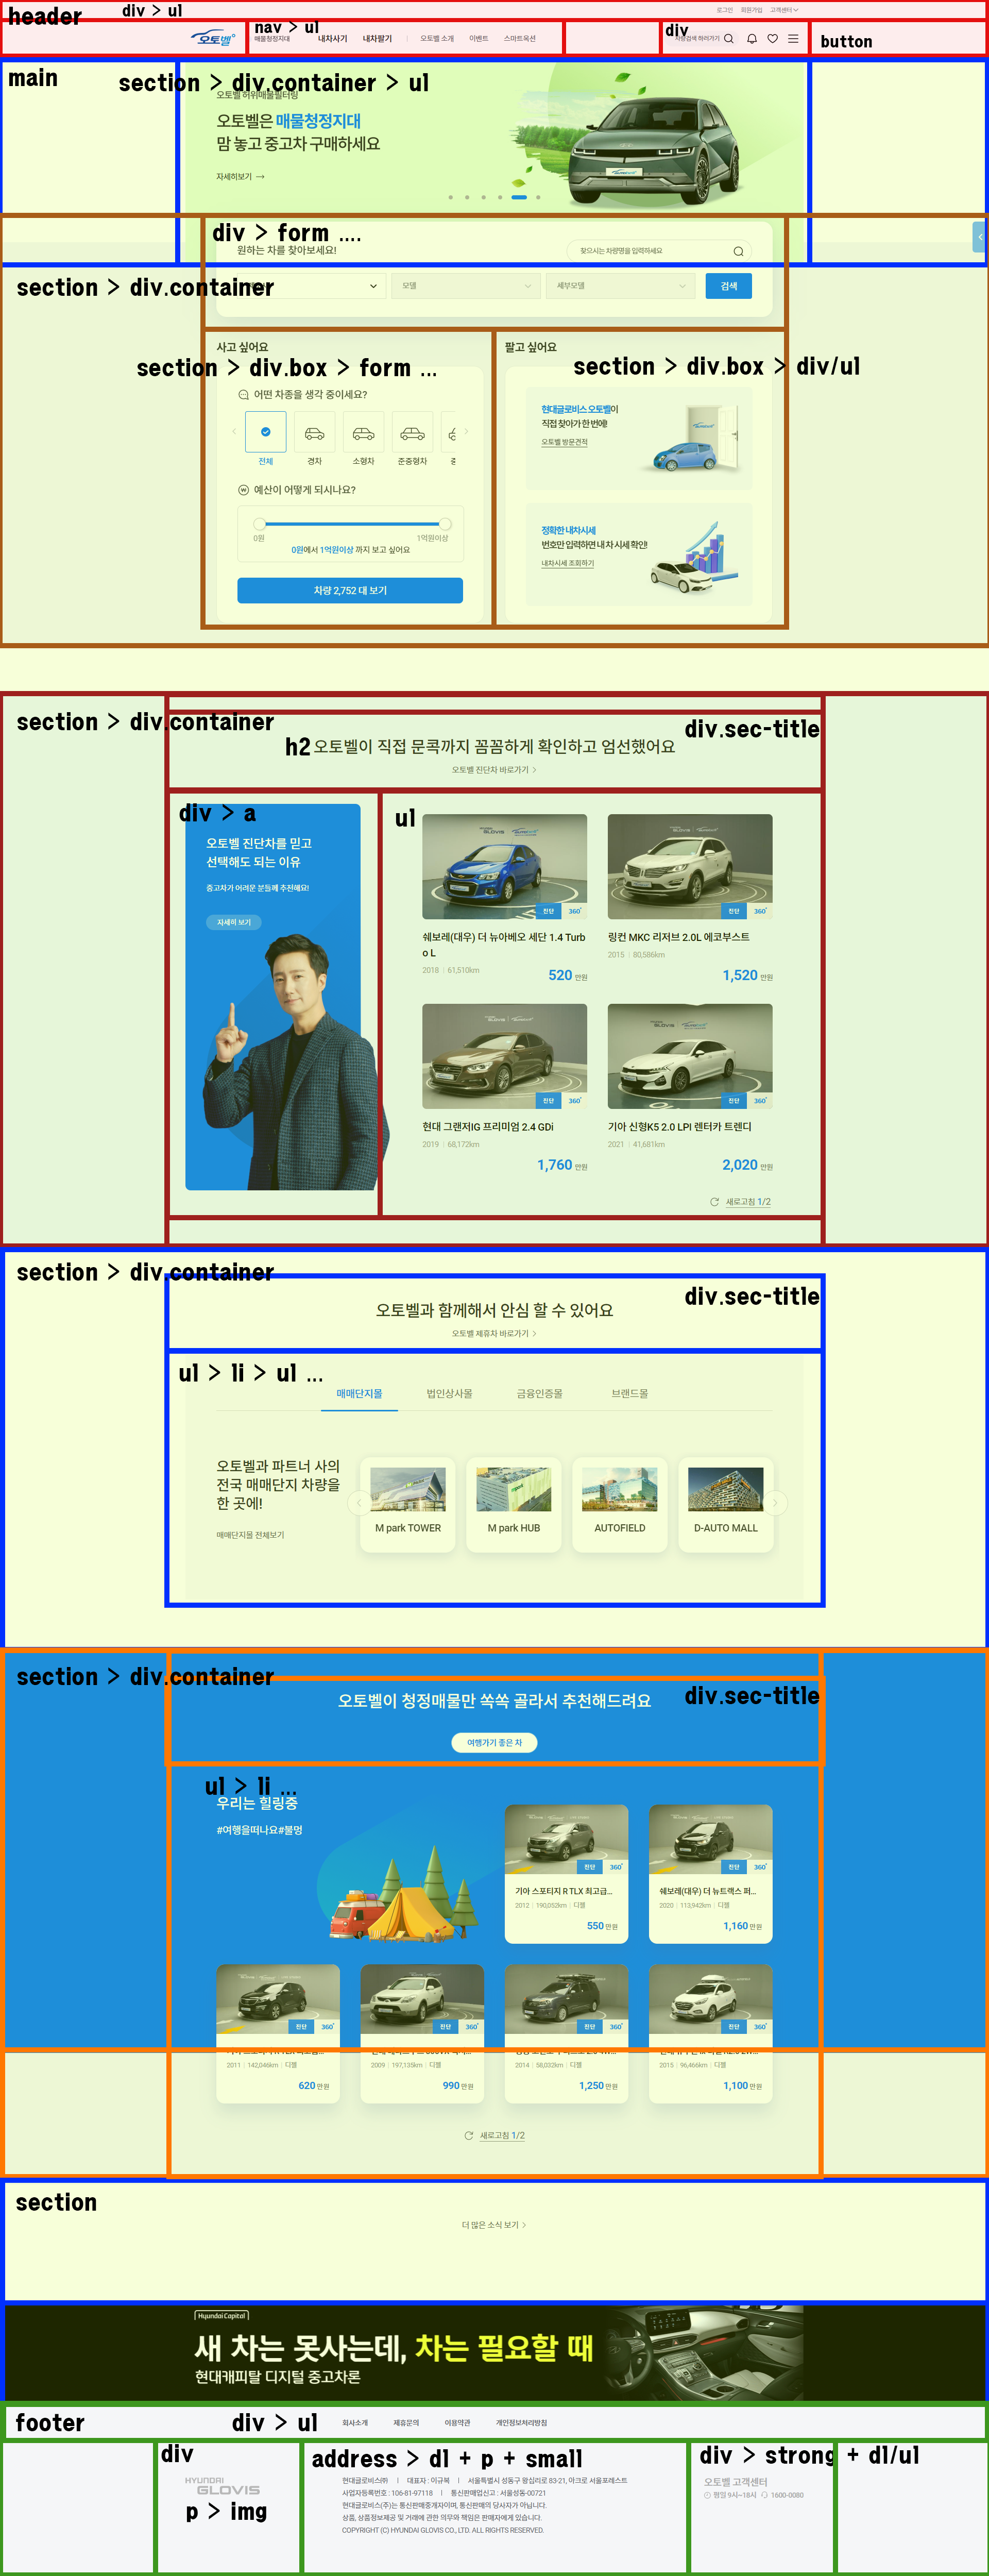 header
div > ul
로그인 회원가입 고객센터
오토벨
nav > ul
매물청정지대
내차사기 내차팔기 오토벨 소개 이벤트 스마트옥션
div
button
main
section > div.container > ul
오토벨 허위매물필터링
오토벨은 매물청정지대
맘 놓고 중고차 구매하세요
자세히보기 →
div > form ....
원하는 차를 찾아보세요!
찾으시는 차량명을 입력하세요
section > div.container
모델 세부모델 검색
사고 싶어요
section > div.box > form ...
어떤 차종을 생각 중이세요?
전체 경차 소형차 준중형차 중
예산이 어떻게 되시나요?
0원 1억원이상
0원에서 1억원이상 까지 보고 싶어요
차량 2,752 대 보기
팔고 싶어요
section > div.box > div/ul
현대글로비스 오토벨이
직접 찾아가 한 번에!
오토벨 방문견적
정확한 내차시세
번호만 입력하면 내 차 시세 확인!
내차시세 조회하기
section > div.container
div.sec-title
h2 오토벨이 직접 문콕까지 꼼꼼하게 확인하고 엄선했어요
오토벨 진단차 바로가기 >
div > a
오토벨 진단차를 믿고
선택해도 되는 이유
중고차가 어려운 분들께 추천해요!
자세히 보기
ul
진단 360°
쉐보레(대우) 더 뉴아베오 세단 1.4 Turb
o L
2018 | 61,510km
520 만원
진단 360°
링컨 MKC 리저브 2.0L 에코부스트
2015 | 80,586km
1,520 만원
진단 360°
현대 그랜저IG 프리미엄 2.4 GDi
2019 | 68,172km
1,760 만원
진단 360°
기아 신형K5 2.0 LPI 렌터카 트렌디
2021 | 41,681km
2,020 만원
새로고침 1/2
section > div.container
div.sec-title
오토벨과 함께해서 안심 할 수 있어요
오토벨 제휴차 바로가기 >
ul > li > ul ...
매매단지몰 법인상사몰 금융인증몰 브랜드몰
오토벨과 파트너 사의
전국 매매단지 차량을
한 곳에!
매매단지몰 전체보기
M park TOWER M park HUB AUTOFIELD D-AUTO MALL
section > div.container
div.sec-title
오토벨이 청정매물만 쏙쏙 골라서 추천해드려요
여행가기 좋은 차
ul > li ...
우리는 힐링중
#여행을떠나요#불멍
진단 360°
기아 스포티지 R TLX 최고급...
2012 | 190,052km | 디젤
550 만원
진단 360°
쉐보레(대우) 더 뉴트랙스 퍼...
2020 | 113,942km | 디젤
1,160 만원
진단 360°
2011 | 142,046km | 디젤
620 만원
진단 360°
2009 | 197,135km | 디젤
990 만원
진단 360°
2014 | 58,032km | 디젤
1,250 만원
진단 360°
2015 | 96,466km | 디젤
1,100 만원
새로고침 1/2
section
더 많은 소식 보기 >
Hyundai Capital
새 차는 못사는데, 차는 필요할 때
현대캐피탈 디지털 중고차론
footer
div > ul
회사소개 제휴문의 이용약관 개인정보처리방침
div
HYUNDAI
GLOVIS
p > img
address > dl + p + small
현대글로비스㈜ | 대표자 : 이규복 | 서울특별시 성동구 왕십리로 83-21, 아크로 서울포레스트
사업자등록번호 : 106-81-97118 | 통신판매업신고 : 서울성동-00721
현대글로비스(주)는 통신판매중개자이며, 통신판매의 당사자가 아닙니다.
상품, 상품정보제공 및 거래에 관한 의무와 책임은 판매자에게 있습니다.
COPYRIGHT (C) HYUNDAI GLOVIS CO., LTD. ALL RIGHTS RESERVED.
div > strong + dl/ul
오토벨 고객센터
평일 9시~18시 1600-0080